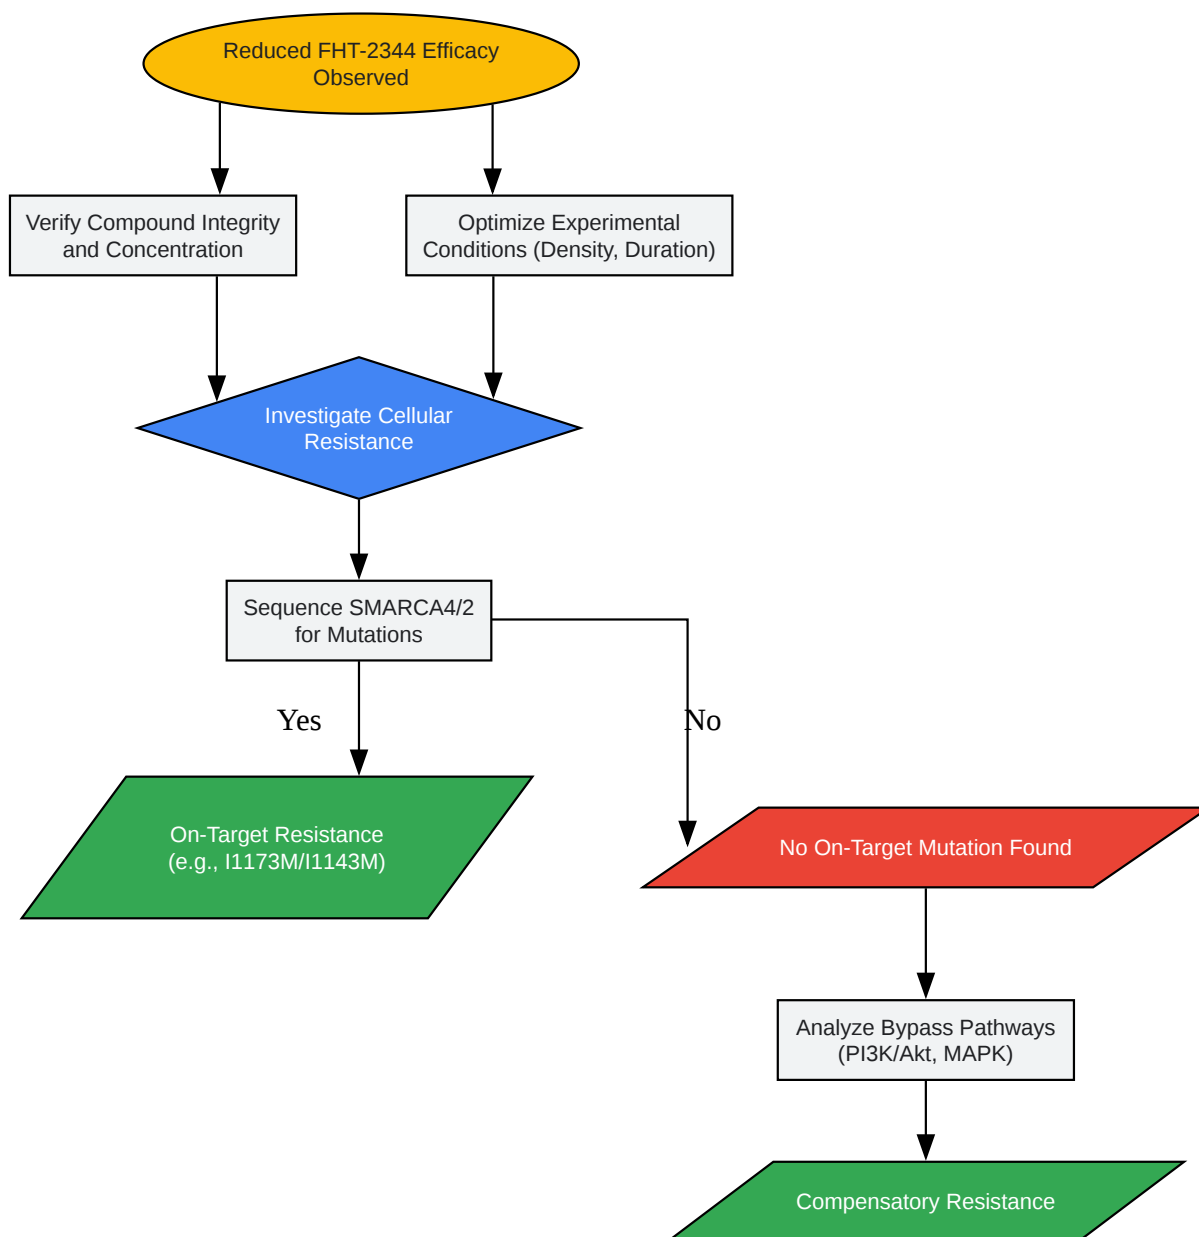 Reduced FHT-2344 Efficacy
Observed
Verify Compound Integrity
and Concentration
Optimize Experimental
Conditions (Density, Duration)
Investigate Cellular
Resistance
Sequence SMARCA4/2
for Mutations
Yes
No
On-Target Resistance
(e.g., I1173M/I1143M)
No On-Target Mutation Found
Analyze Bypass Pathways
(PI3K/Akt, MAPK)
Compensatory Resistance